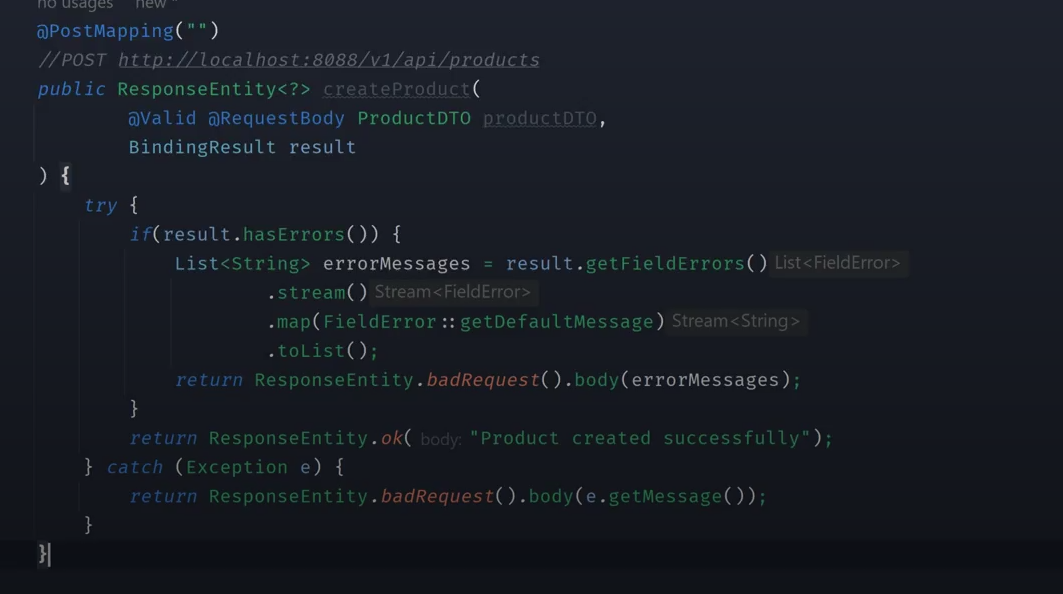 no usages   new *
@PostMapping("")
//POST http://localhost:8088/v1/api/products
public ResponseEntity<?> createProduct(
        @Valid @RequestBody ProductDTO productDTO,
        BindingResult result
) {
    try {
        if(result.hasErrors()) {
            List<String> errorMessages = result.getFieldErrors() List<FieldError>
                    .stream() Stream<FieldError>
                    .map(FieldError::getDefaultMessage) Stream<String>
                    .toList();
            return ResponseEntity.badRequest().body(errorMessages);
        }
        return ResponseEntity.ok( body: "Product created successfully");
    } catch (Exception e) {
        return ResponseEntity.badRequest().body(e.getMessage());
    }
}